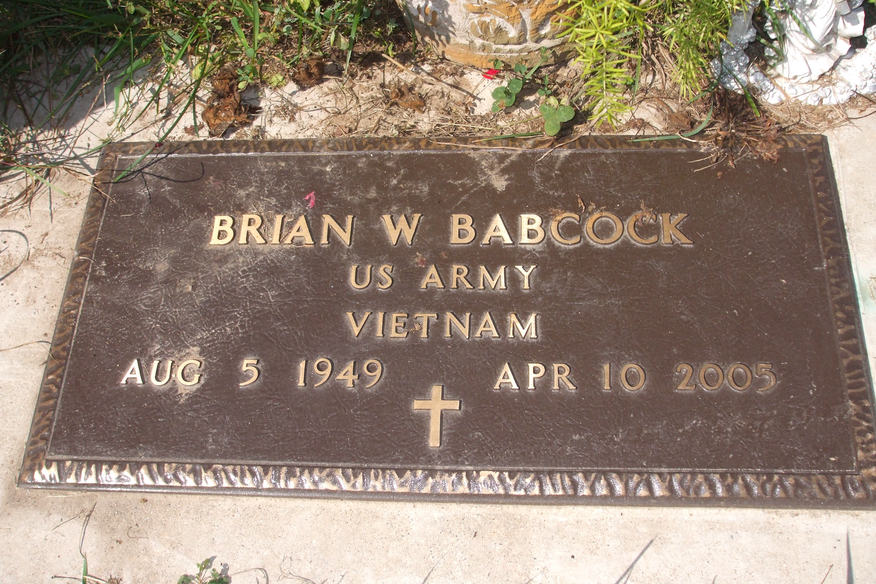 BRIAN W BABCOCK
US ARMY
VIETNAM
AUG 5 1949 APR 10 2005